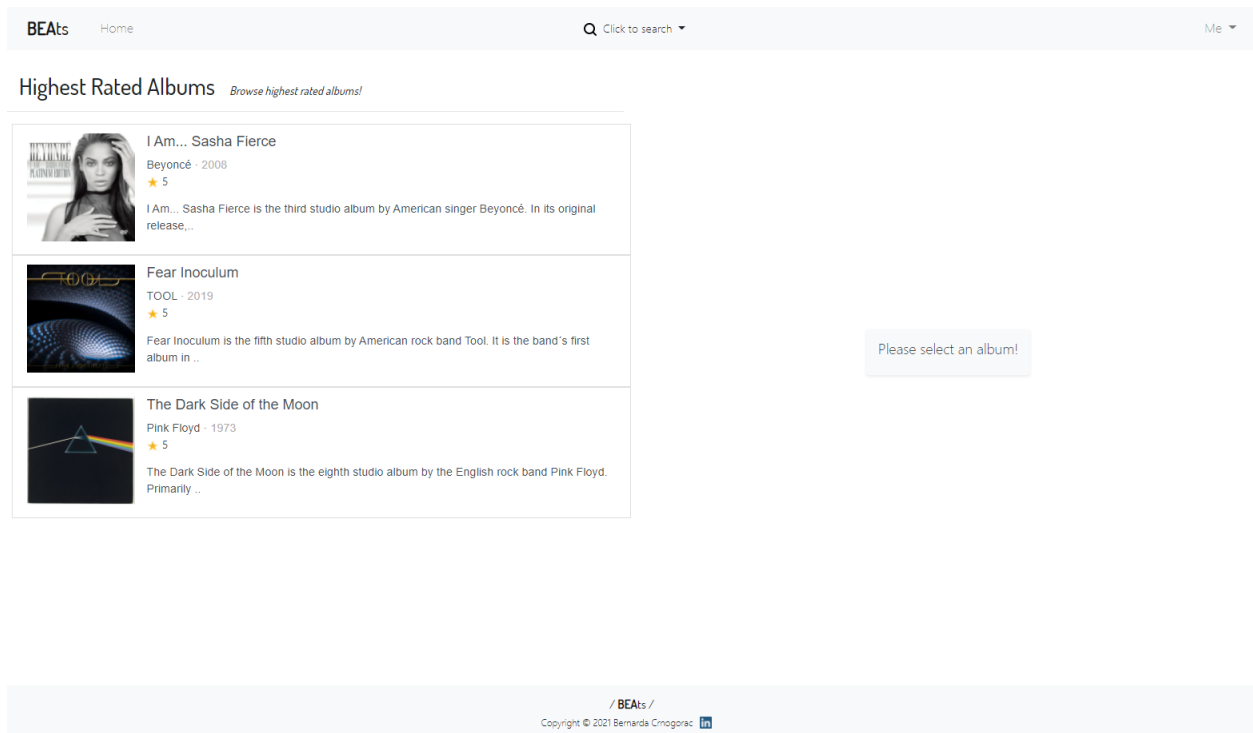 BEAts Home Click to search Me
Highest Rated Albums Browse highest rated albums!
I Am... Sasha Fierce
Beyoncé · 2008
5
I Am... Sasha Fierce is the third studio album by American singer Beyoncé. In its original
release,..
BEYONCÉ
PLATINUM EDITION
Fear Inoculum
TOOL · 2019
5
Fear Inoculum is the fifth studio album by American rock band Tool. It is the band´s first
album in ..
TOOL
The Dark Side of the Moon
Pink Floyd · 1973
5
The Dark Side of the Moon is the eighth studio album by the English rock band Pink Floyd.
Primarily ..
Please select an album!
/ BEAts /
Copyright © 2021 Bernarda Crnogorac in